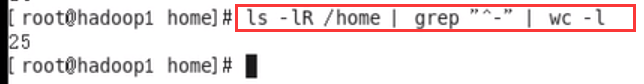 [ root@hadoop1 home]# ls -lR /home | grep "^-" | wc -l
25
[ root@hadoop1 home]#